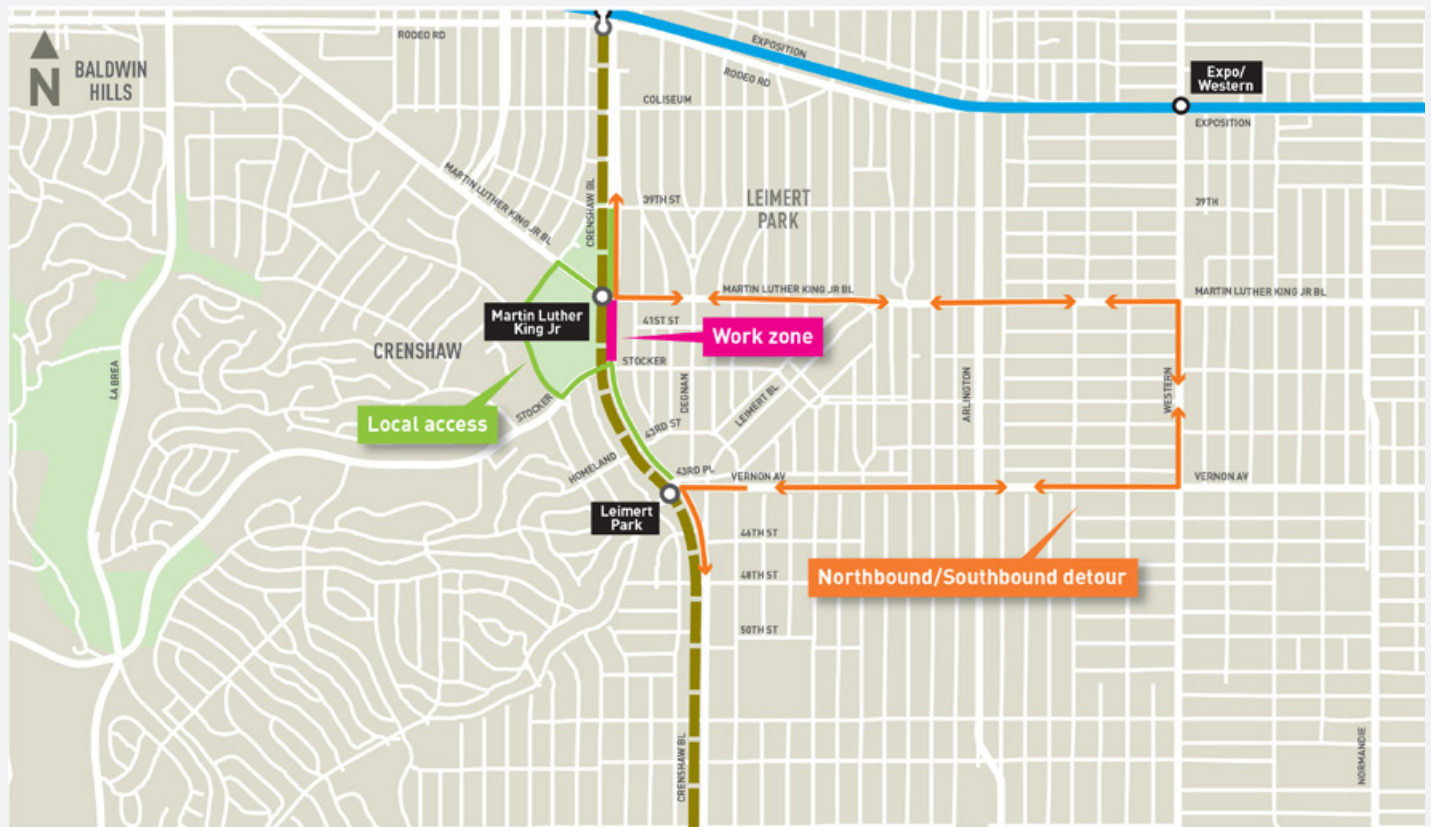 RODEO RD
EXPOSITION
RODEO RD
N
BALDWIN
HILLS
Expo/
Western
COLISEUM
EXPOSITION
MARTIN LUTHER KING JR BL
CRENSHAW BL
39TH ST
LEIMERT
PARK
39TH
MARTIN LUTHER KING JR BL
MARTIN LUTHER KING JR BL
Martin Luther
King Jr
41ST ST
Work zone
CRENSHAW
STOCKER
LA BREA
DEGNAN
ARLINGTON
WESTERN
STOCKER
LEIMERT BL
Local access
43RD ST
HOMELAND
43RD PL
VERNON AV
VERNON AV
Leimert
Park
46TH ST
Northbound/Southbound detour
48TH ST
50TH ST
CRENSHAW BL
NORMANDIE